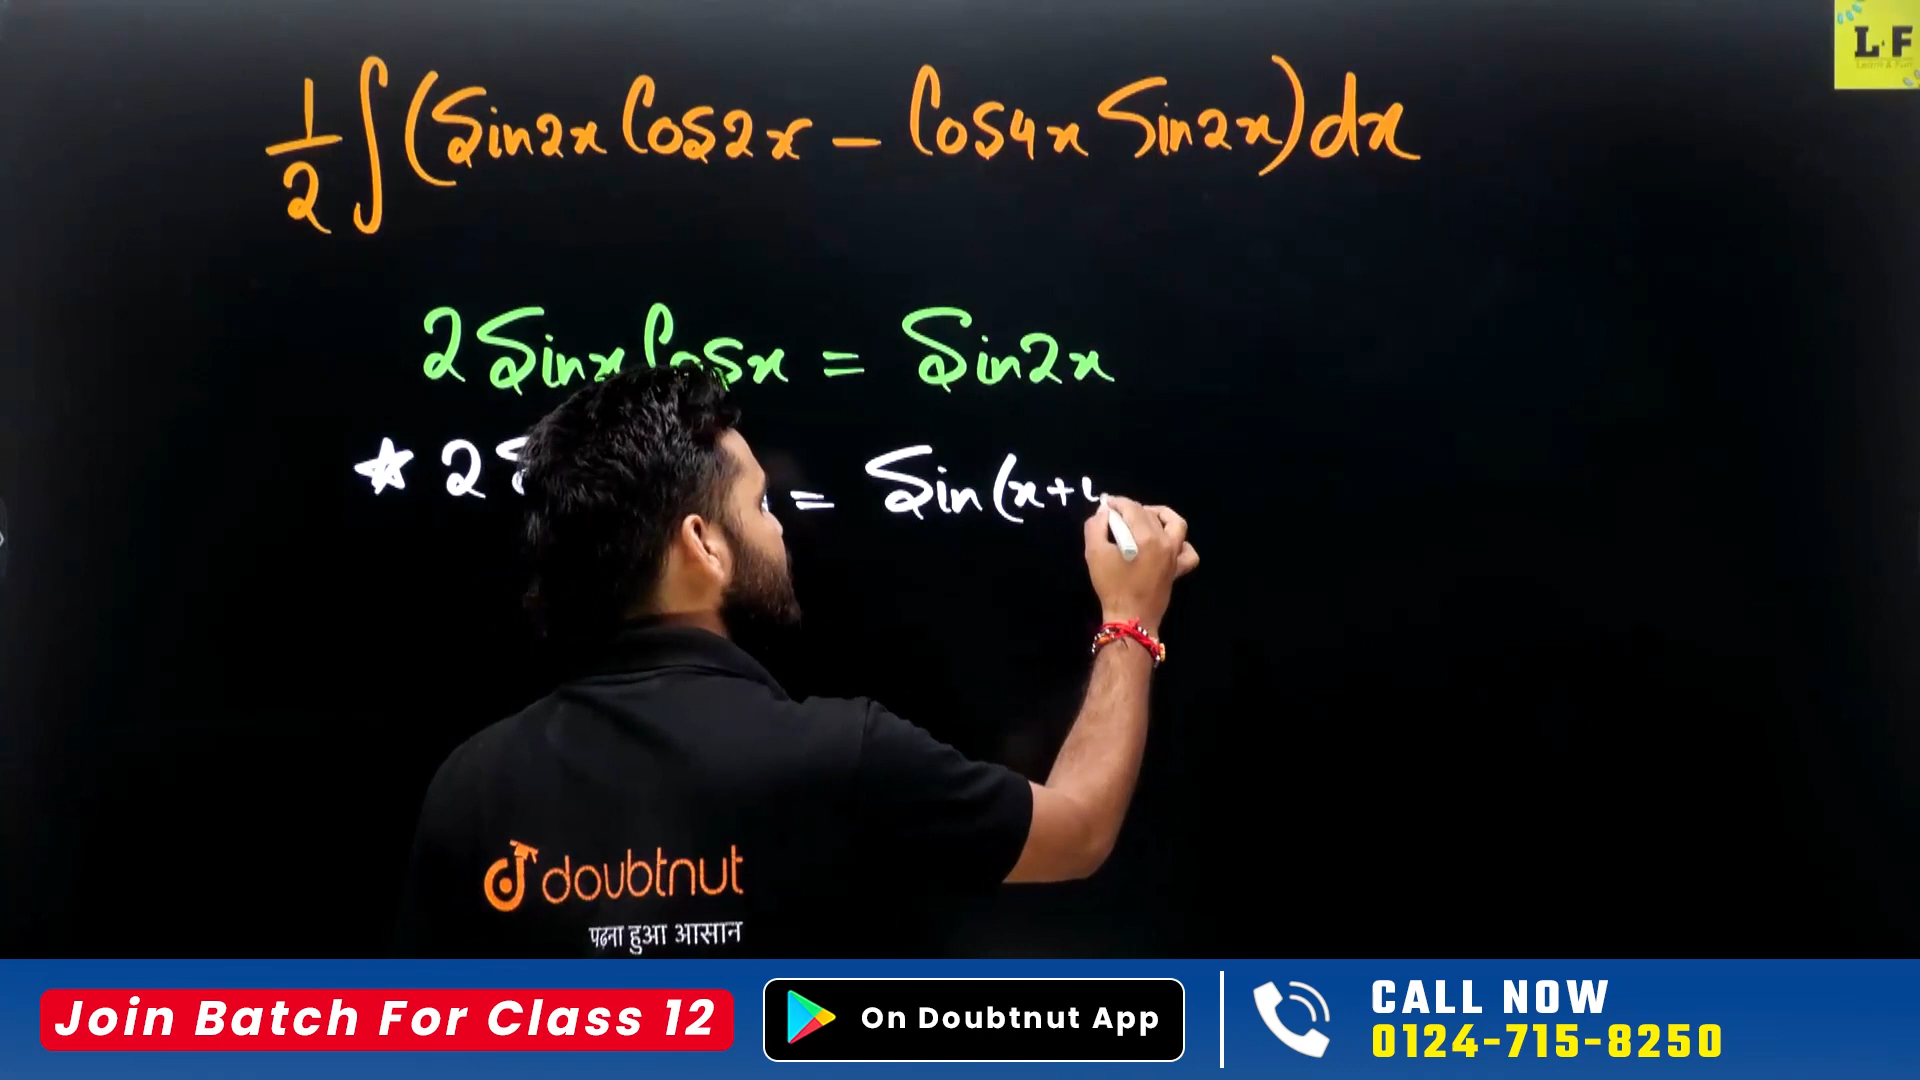 L·F
1/2 ∫(Sin2x Cos2x – Cos4x Sin2x)dx
2 Sinx Cosx = Sin2x
☆ 2 = Sin(x+
doubtnut
पढ़ना हुआ आसान
Join Batch For Class 12
On Doubtnut App
CALL NOW
0124-715-8250